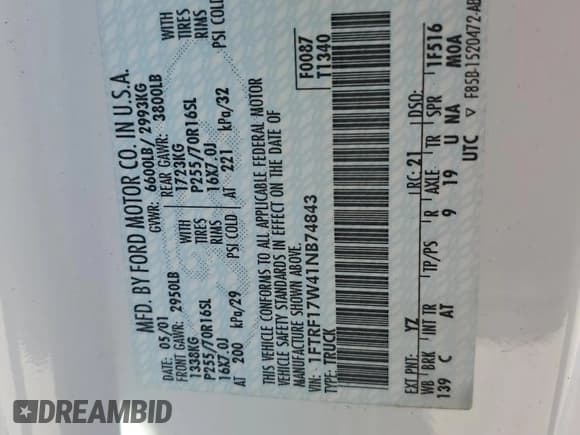 MFD. BY FORD MOTOR CO. IN U.S.A.
DATE: 05/01 GVWR: 6600LB/ 2993KG
FRONT GAWR: 2950LB REAR GAWR: 3800LB
1338KG WITH 1723KG WITH
P255/70R16SL TIRES P255/70R16SL TIRES
16X7.0J RIMS 16X7.0J RIMS
AT 200 kPa/29 PSI COLD AT 221 kPa/32 PSI COLD
THIS VEHICLE CONFORMS TO ALL APPLICABLE FEDERAL MOTOR
VEHICLE SAFETY STANDARDS IN EFFECT ON THE DATE OF
MANUFACTURE SHOWN ABOVE.
VIN: 1FTRF17W41NB74843 F0087
TYPE: TRUCK T1340
EXT PNT: YZ RC: 21 DSO:
WB BRK INT TR TP/PS R AXLE TR SPR 1F516
139 C AT 9 19 U NA MOA
UTC ▽ F85B-1520472-AB
DREAMBID